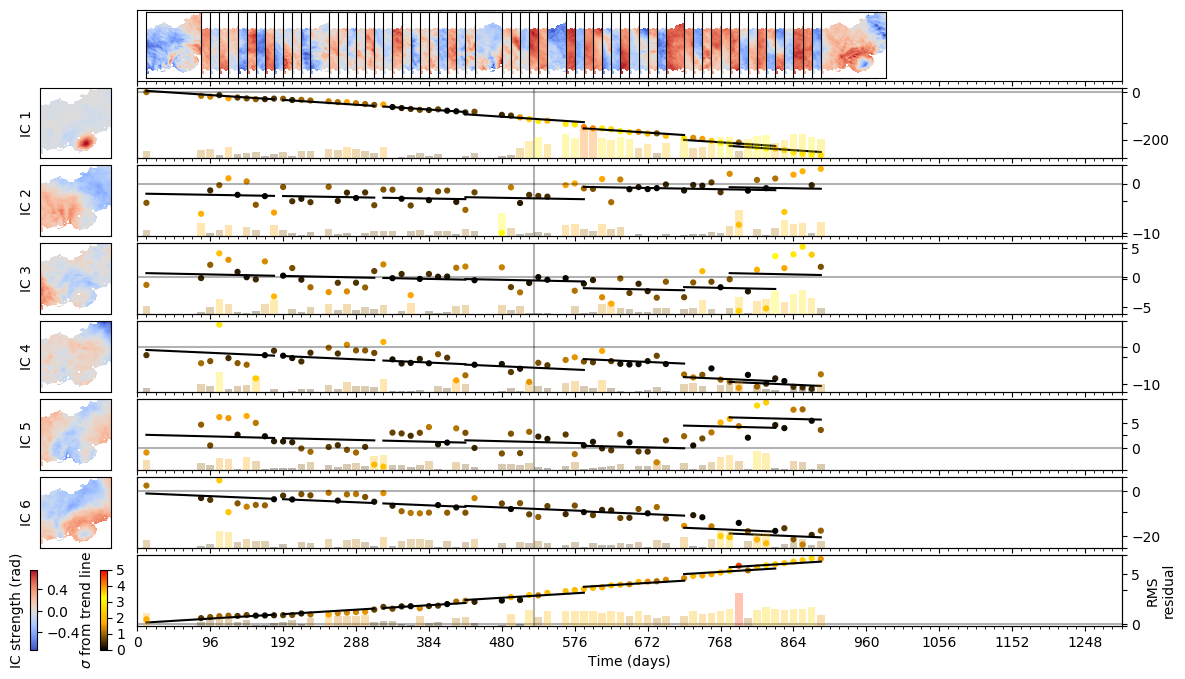 IC 1
0
−200
IC 2
0
−10
IC 3
5
0
−5
IC 4
0
−10
IC 5
5
0
IC 6
0
−20
RMS
residual
5
0
IC strength (rad)
0.4
0.0
−0.4
σ from trend line
5
4
3
2
1
0
0 96 192 288 384 480 576 672 768 864 960 1056 1152 1248
Time (days)